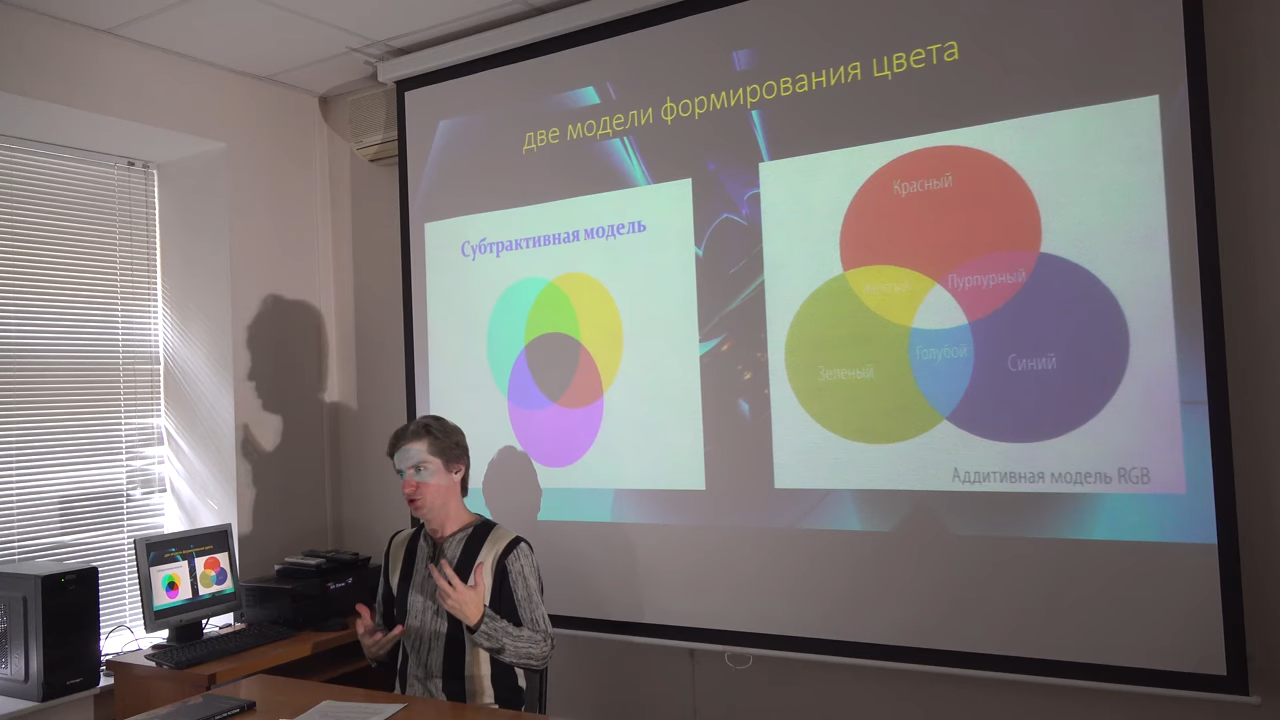 две модели формирования цвета
Субтрактивная модель
Красный
Пурпурный
Голубой
Зеленый
Синий
Аддитивная модель RGB